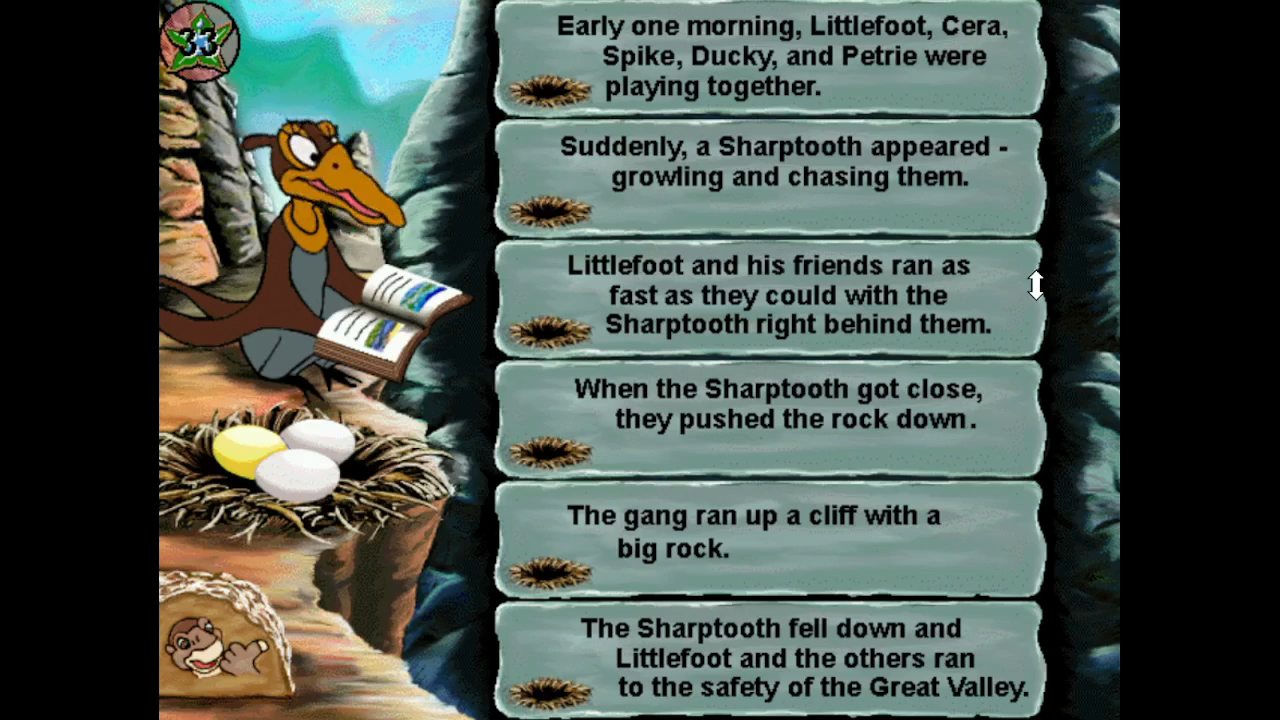 33
Early one morning, Littlefoot, Cera,
Spike, Ducky, and Petrie were
playing together.
Suddenly, a Sharptooth appeared -
growling and chasing them.
Littlefoot and his friends ran as
fast as they could with the
Sharptooth right behind them.
When the Sharptooth got close,
they pushed the rock down.
The gang ran up a cliff with a
big rock.
The Sharptooth fell down and
Littlefoot and the others ran
to the safety of the Great Valley.